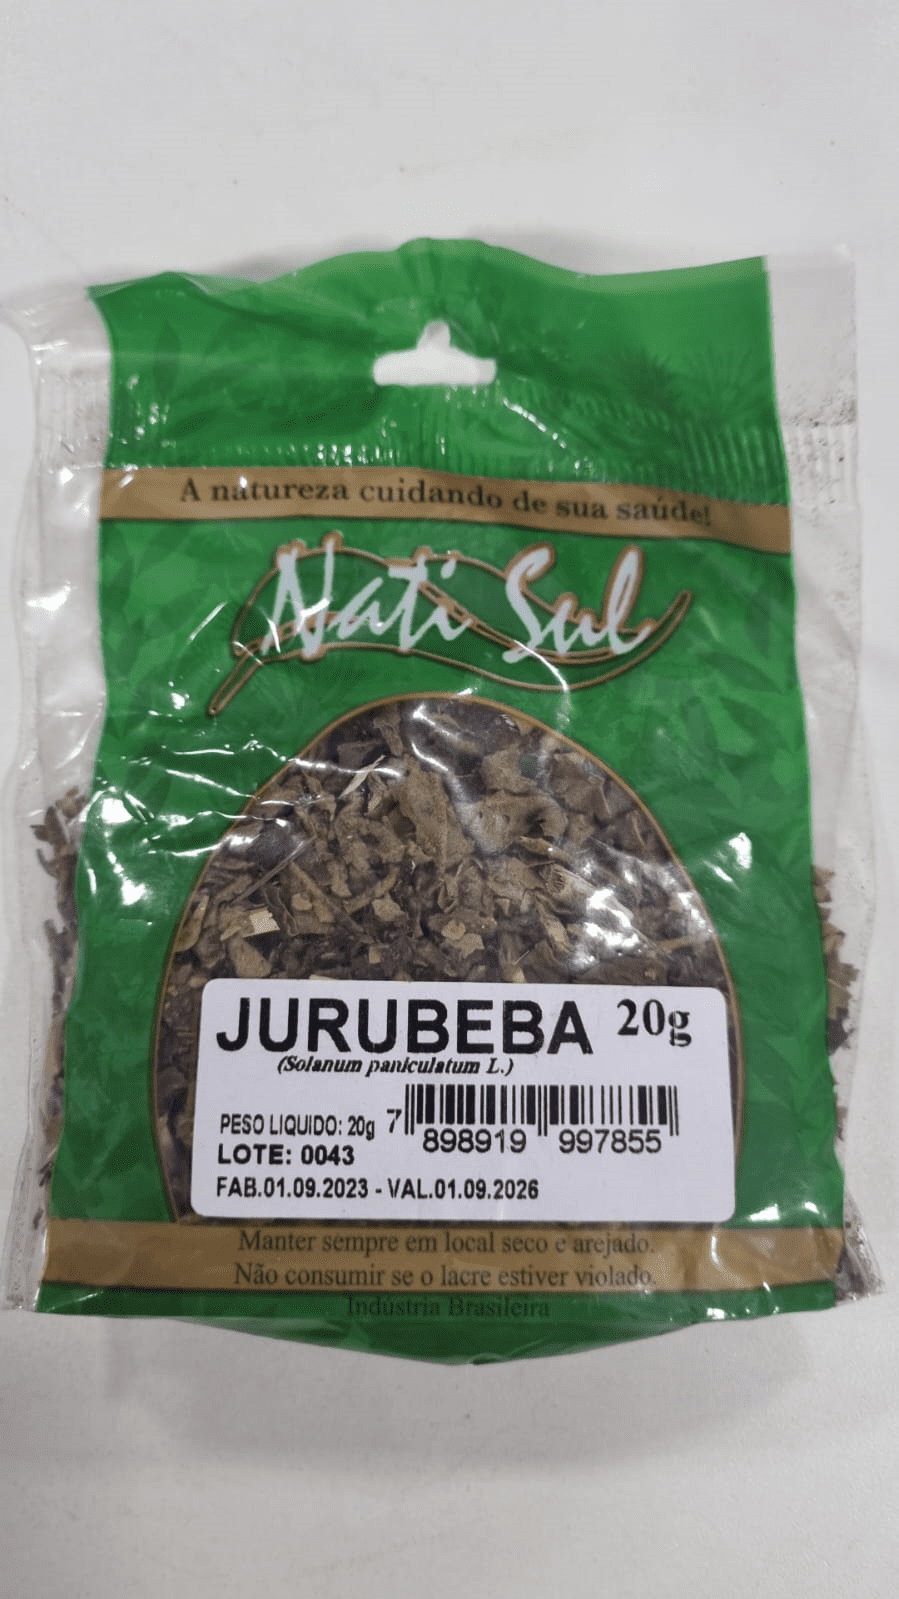 A natureza cuidando de sua saúde!
Nati Sul
JURUBEBA 20g
(Solanum paniculatum L.)
PESO LIQUIDO: 20g
7 898919 997855
LOTE: 0043
FAB.01.09.2023 - VAL.01.09.2026
Manter sempre em local seco e arejado.
Não consumir se o lacre estiver violado.
Indústria Brasileira